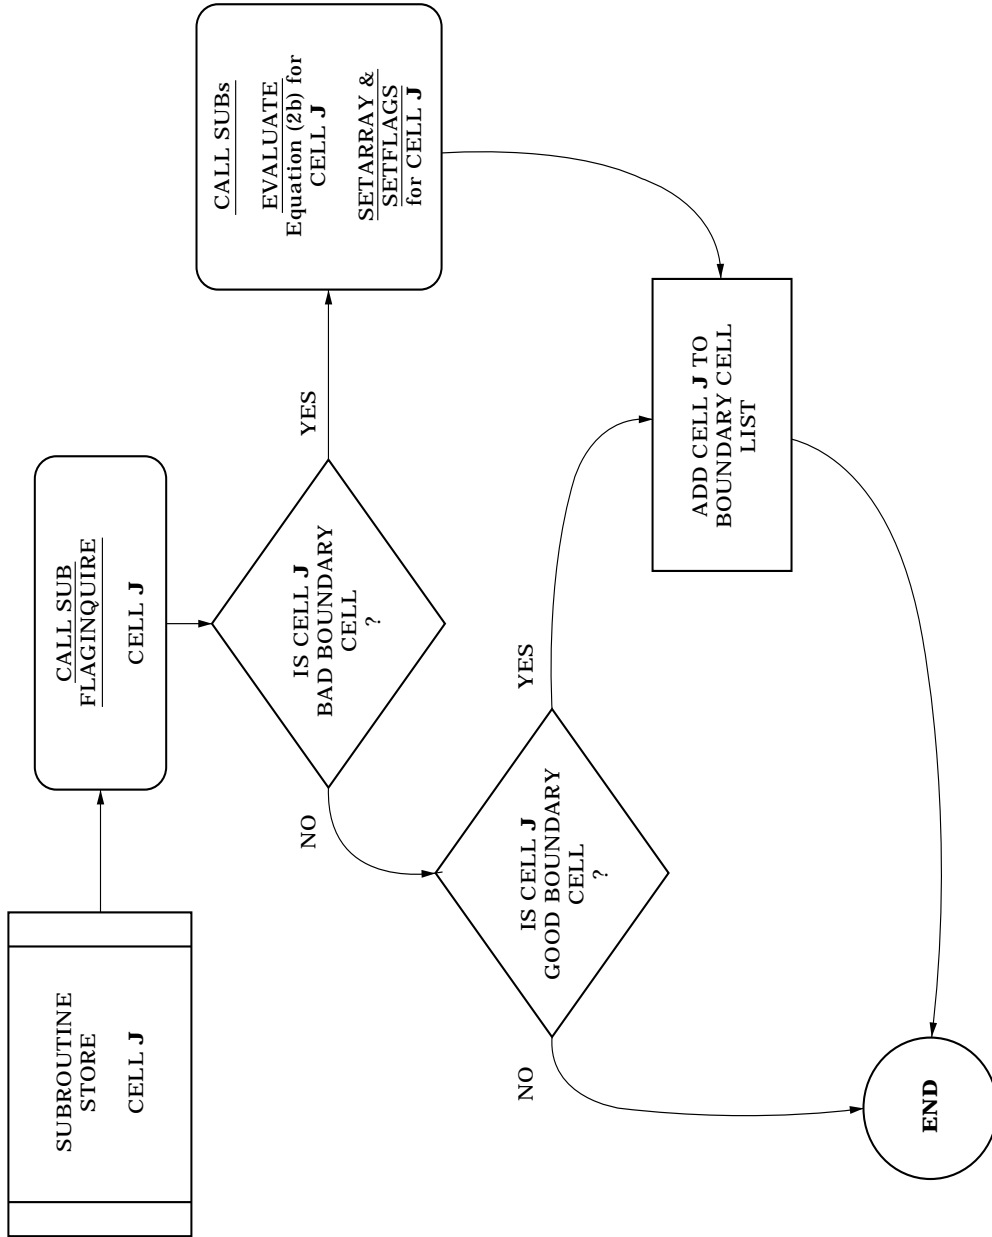 SUBROUTINE
STORE
CELL J
CALL SUB
FLAGINQUIRE
CELL J
IS CELL J
BAD BOUNDARY
CELL
?
YES
NO
CALL SUBs
EVALUATE
Equation (2b) for
CELL J
SETARRAY &
SETFLAGS
for CELL J
IS CELL J
GOOD BOUNDARY
CELL
?
YES
NO
ADD CELL J TO
BOUNDARY CELL
LIST
END